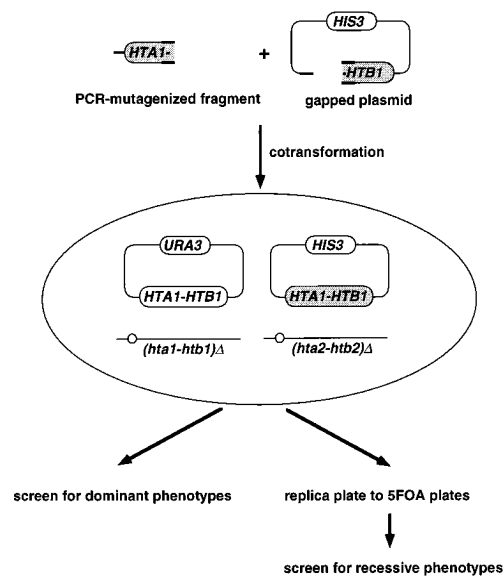 HIS3
HTA1-
+
-HTB1
PCR-mutagenized fragment
gapped plasmid
cotransformation
URA3
HIS3
HTA1-HTB1
HTA1-HTB1
(hta1-htb1)Δ
(hta2-htb2)Δ
screen for dominant phenotypes
replica plate to 5FOA plates
screen for recessive phenotypes